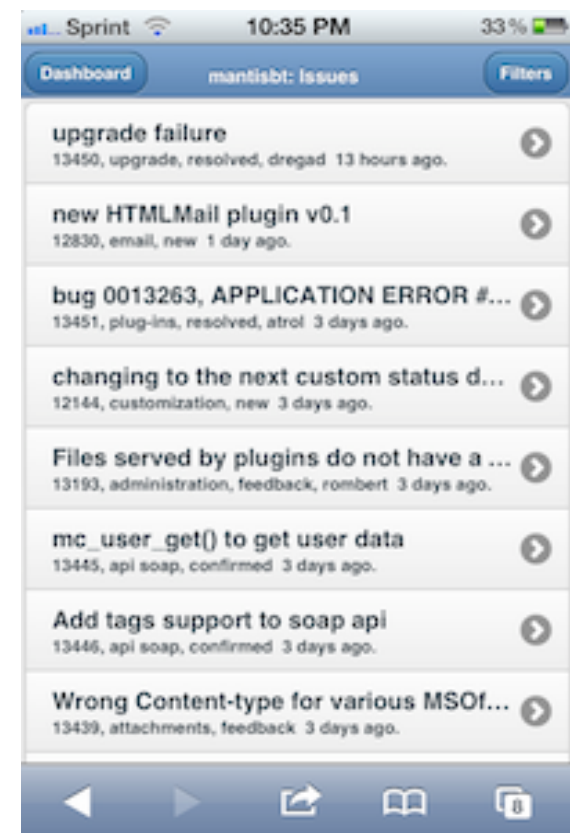 Sprint 10:35 PM 33%
Dashboard mantisbt: Issues Filters
upgrade failure
13450, upgrade, resolved, dregad 13 hours ago.
new HTMLMail plugin v0.1
12830, email, new 1 day ago.
bug 0013263, APPLICATION ERROR #...
13451, plug-ins, resolved, atrol 3 days ago.
changing to the next custom status d...
12144, customization, new 3 days ago.
Files served by plugins do not have a ...
13193, administration, feedback, rombert 3 days ago.
mc_user_get() to get user data
13445, api soap, confirmed 3 days ago.
Add tags support to soap api
13446, api soap, confirmed 3 days ago.
Wrong Content-type for various MSOf...
13439, attachments, feedback 3 days ago.
8